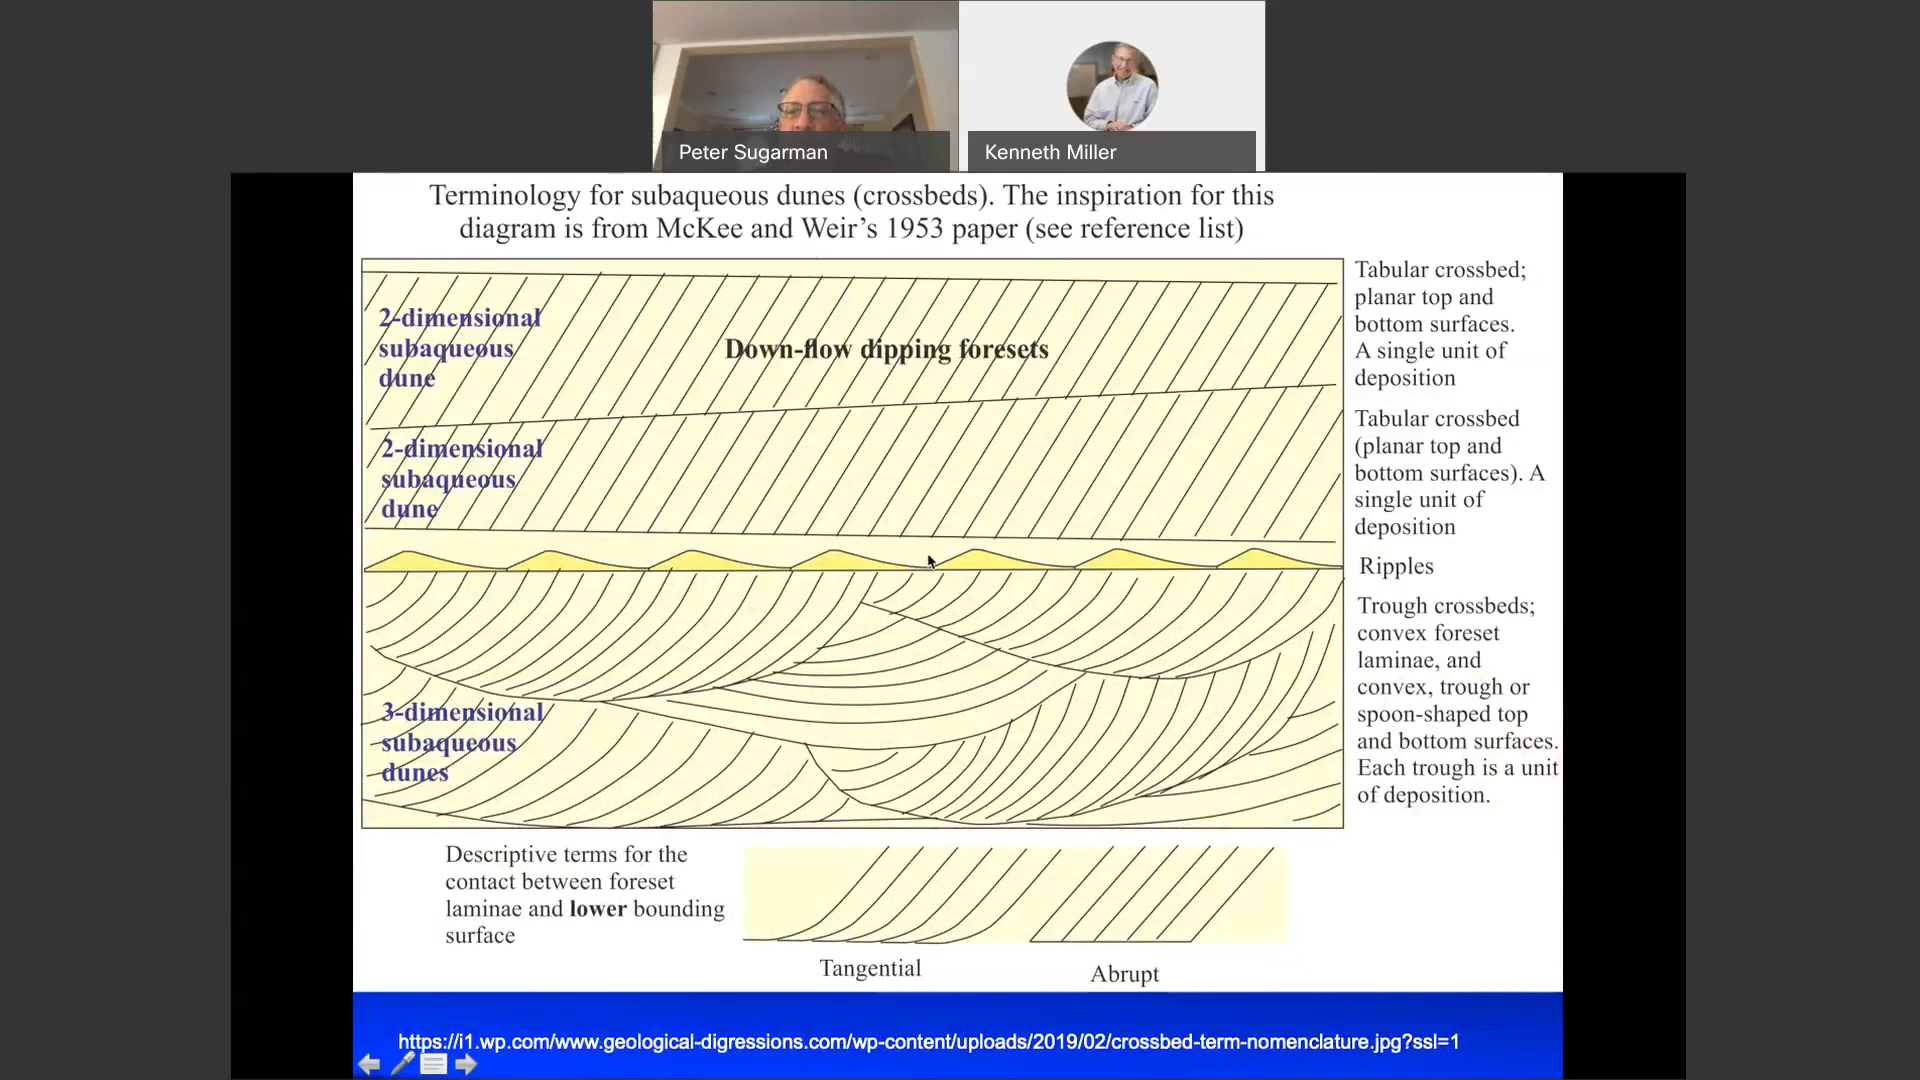 Peter Sugarman
Kenneth Miller
Terminology for subaqueous dunes (crossbeds). The inspiration for this
diagram is from McKee and Weir’s 1953 paper (see reference list)
2-dimensional
subaqueous
dune
Down-flow dipping foresets
Tabular crossbed;
planar top and
bottom surfaces.
A single unit of
deposition
2-dimensional
subaqueous
dune
Tabular crossbed
(planar top and
bottom surfaces). A
single unit of
deposition
Ripples
3-dimensional
subaqueous
dunes
Trough crossbeds;
convex foreset
laminae, and
convex, trough or
spoon-shaped top
and bottom surfaces.
Each trough is a unit
of deposition.
Descriptive terms for the
contact between foreset
laminae and lower bounding
surface
Tangential
Abrupt
https://i1.wp.com/www.geological-digressions.com/wp-content/uploads/2019/02/crossbed-term-nomenclature.jpg?ssl=1